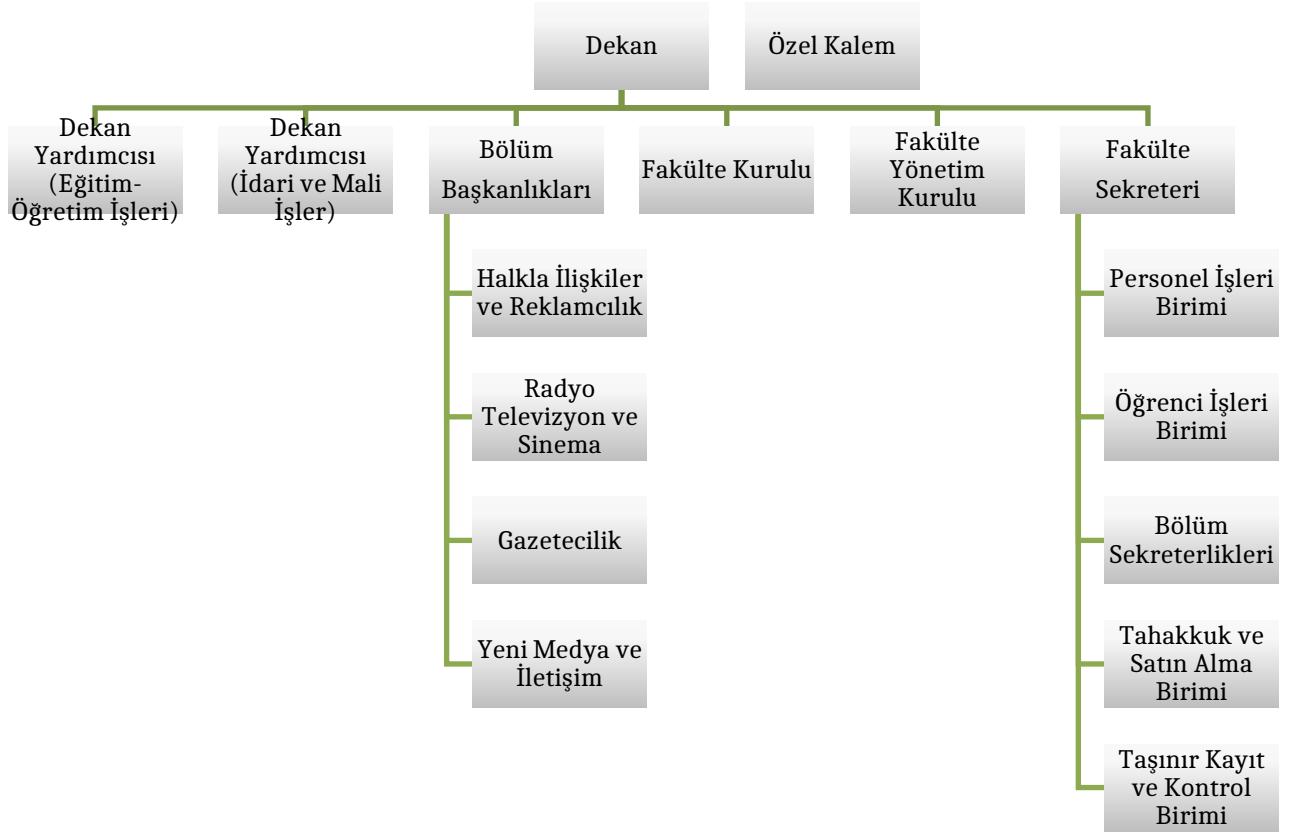 Dekan
Özel Kalem
Dekan
Yardımcısı
(Eğitim-
Öğretim İşleri)
Dekan
Yardımcısı
(İdari ve Mali
İşler)
Bölüm
Başkanlıkları
Fakülte Kurulu
Fakülte
Yönetim
Kurulu
Fakülte
Sekreteri
Halkla İlişkiler
ve Reklamcılık
Radyo
Televizyon ve
Sinema
Gazetecilik
Yeni Medya ve
İletişim
Personel İşleri
Birimi
Öğrenci İşleri
Birimi
Bölüm
Sekreterlikleri
Tahakkuk ve
Satın Alma
Birimi
Taşınır Kayıt
ve Kontrol
Birimi